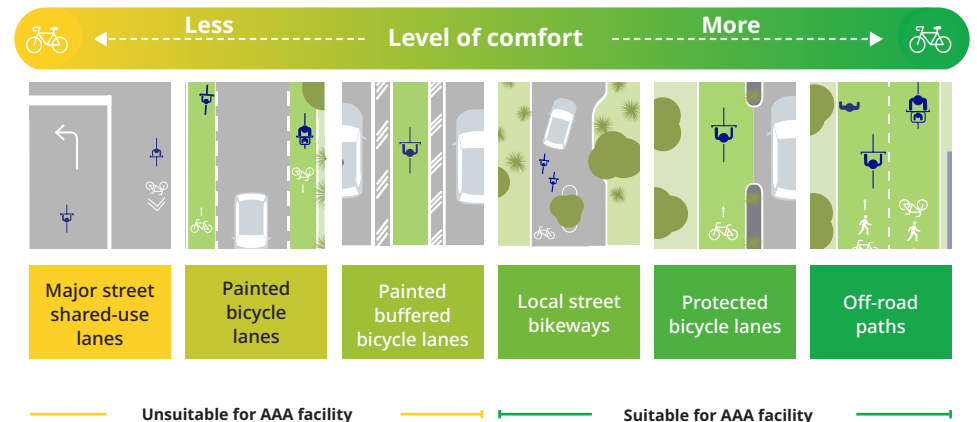 Less
Level of comfort
More
Major street
shared-use
lanes
Painted
bicycle
lanes
Painted
buffered
bicycle lanes
Local street
bikeways
Protected
bicycle lanes
Off-road
paths
Unsuitable for AAA facility
Suitable for AAA facility